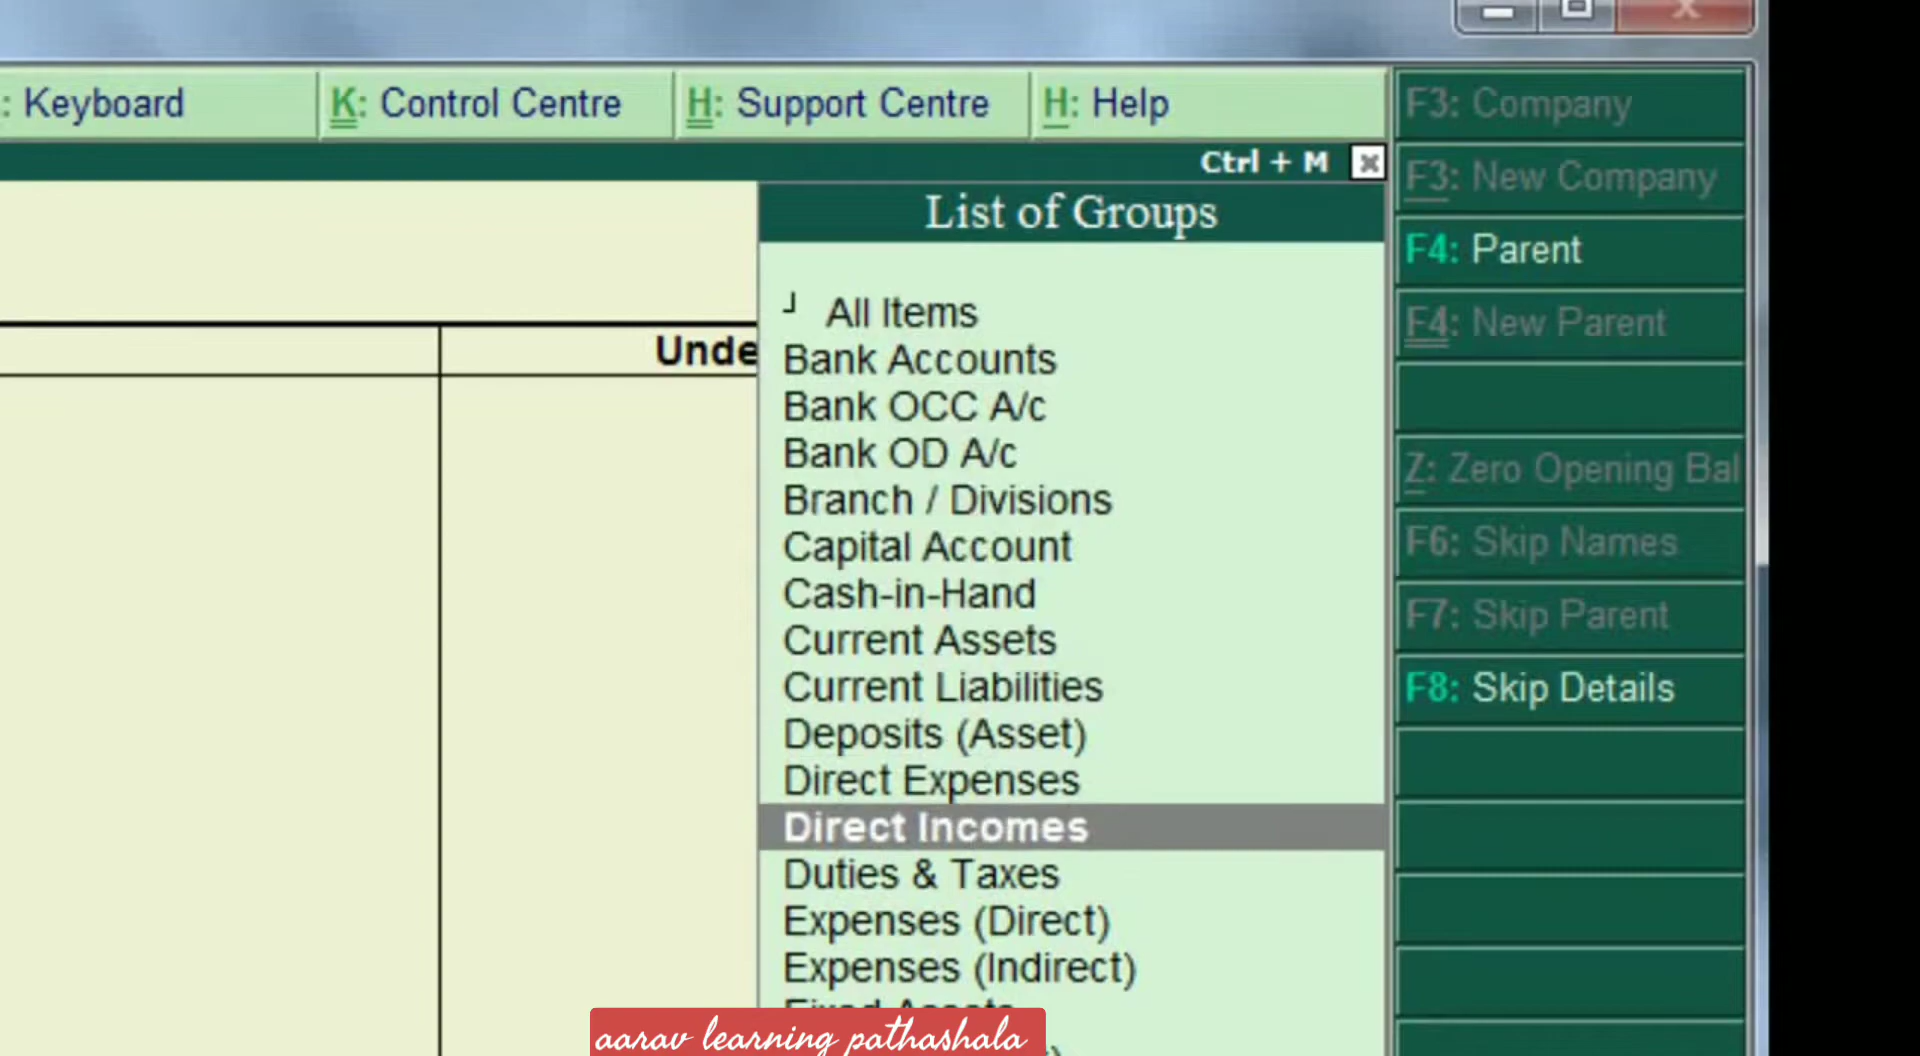 : Keyboard
K: Control Centre
H: Support Centre
H: Help
Ctrl + M
List of Groups
Unde
All Items
Bank Accounts
Bank OCC A/c
Bank OD A/c
Branch / Divisions
Capital Account
Cash-in-Hand
Current Assets
Current Liabilities
Deposits (Asset)
Direct Expenses
Direct Incomes
Duties & Taxes
Expenses (Direct)
Expenses (Indirect)
Fixed Assets
F3: Company
F3: New Company
F4: Parent
F4: New Parent
Z: Zero Opening Bal
F6: Skip Names
F7: Skip Parent
F8: Skip Details
aarav learning pathashala